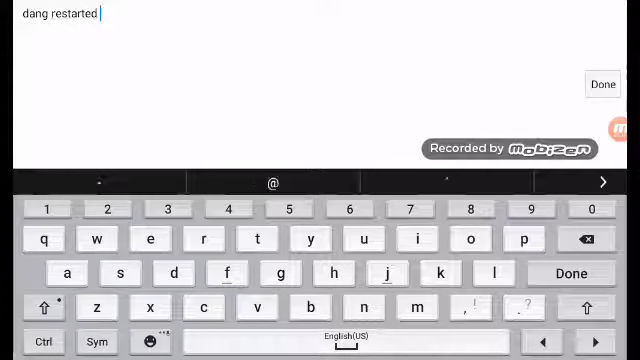 dang restarted
Done
Recorded by mobizen
- @ '
1 2 3 4 5 6 7 8 9 0
q w e r t y u i o p
a s d f g h j k l Done
z x c v b n m , ! . ?
Ctrl Sym English(US)